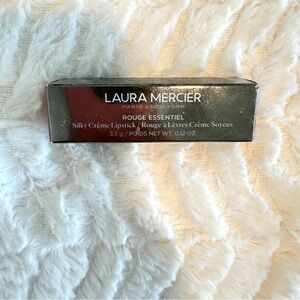 LAURA MERCIER
PARIS | NEW YORK
ROUGE ESSENTIEL
Silky Crème Lipstick / Rouge à Lèvres Crème Soyeux
3.5 g / POIDS NET WT. 0.12 OZ